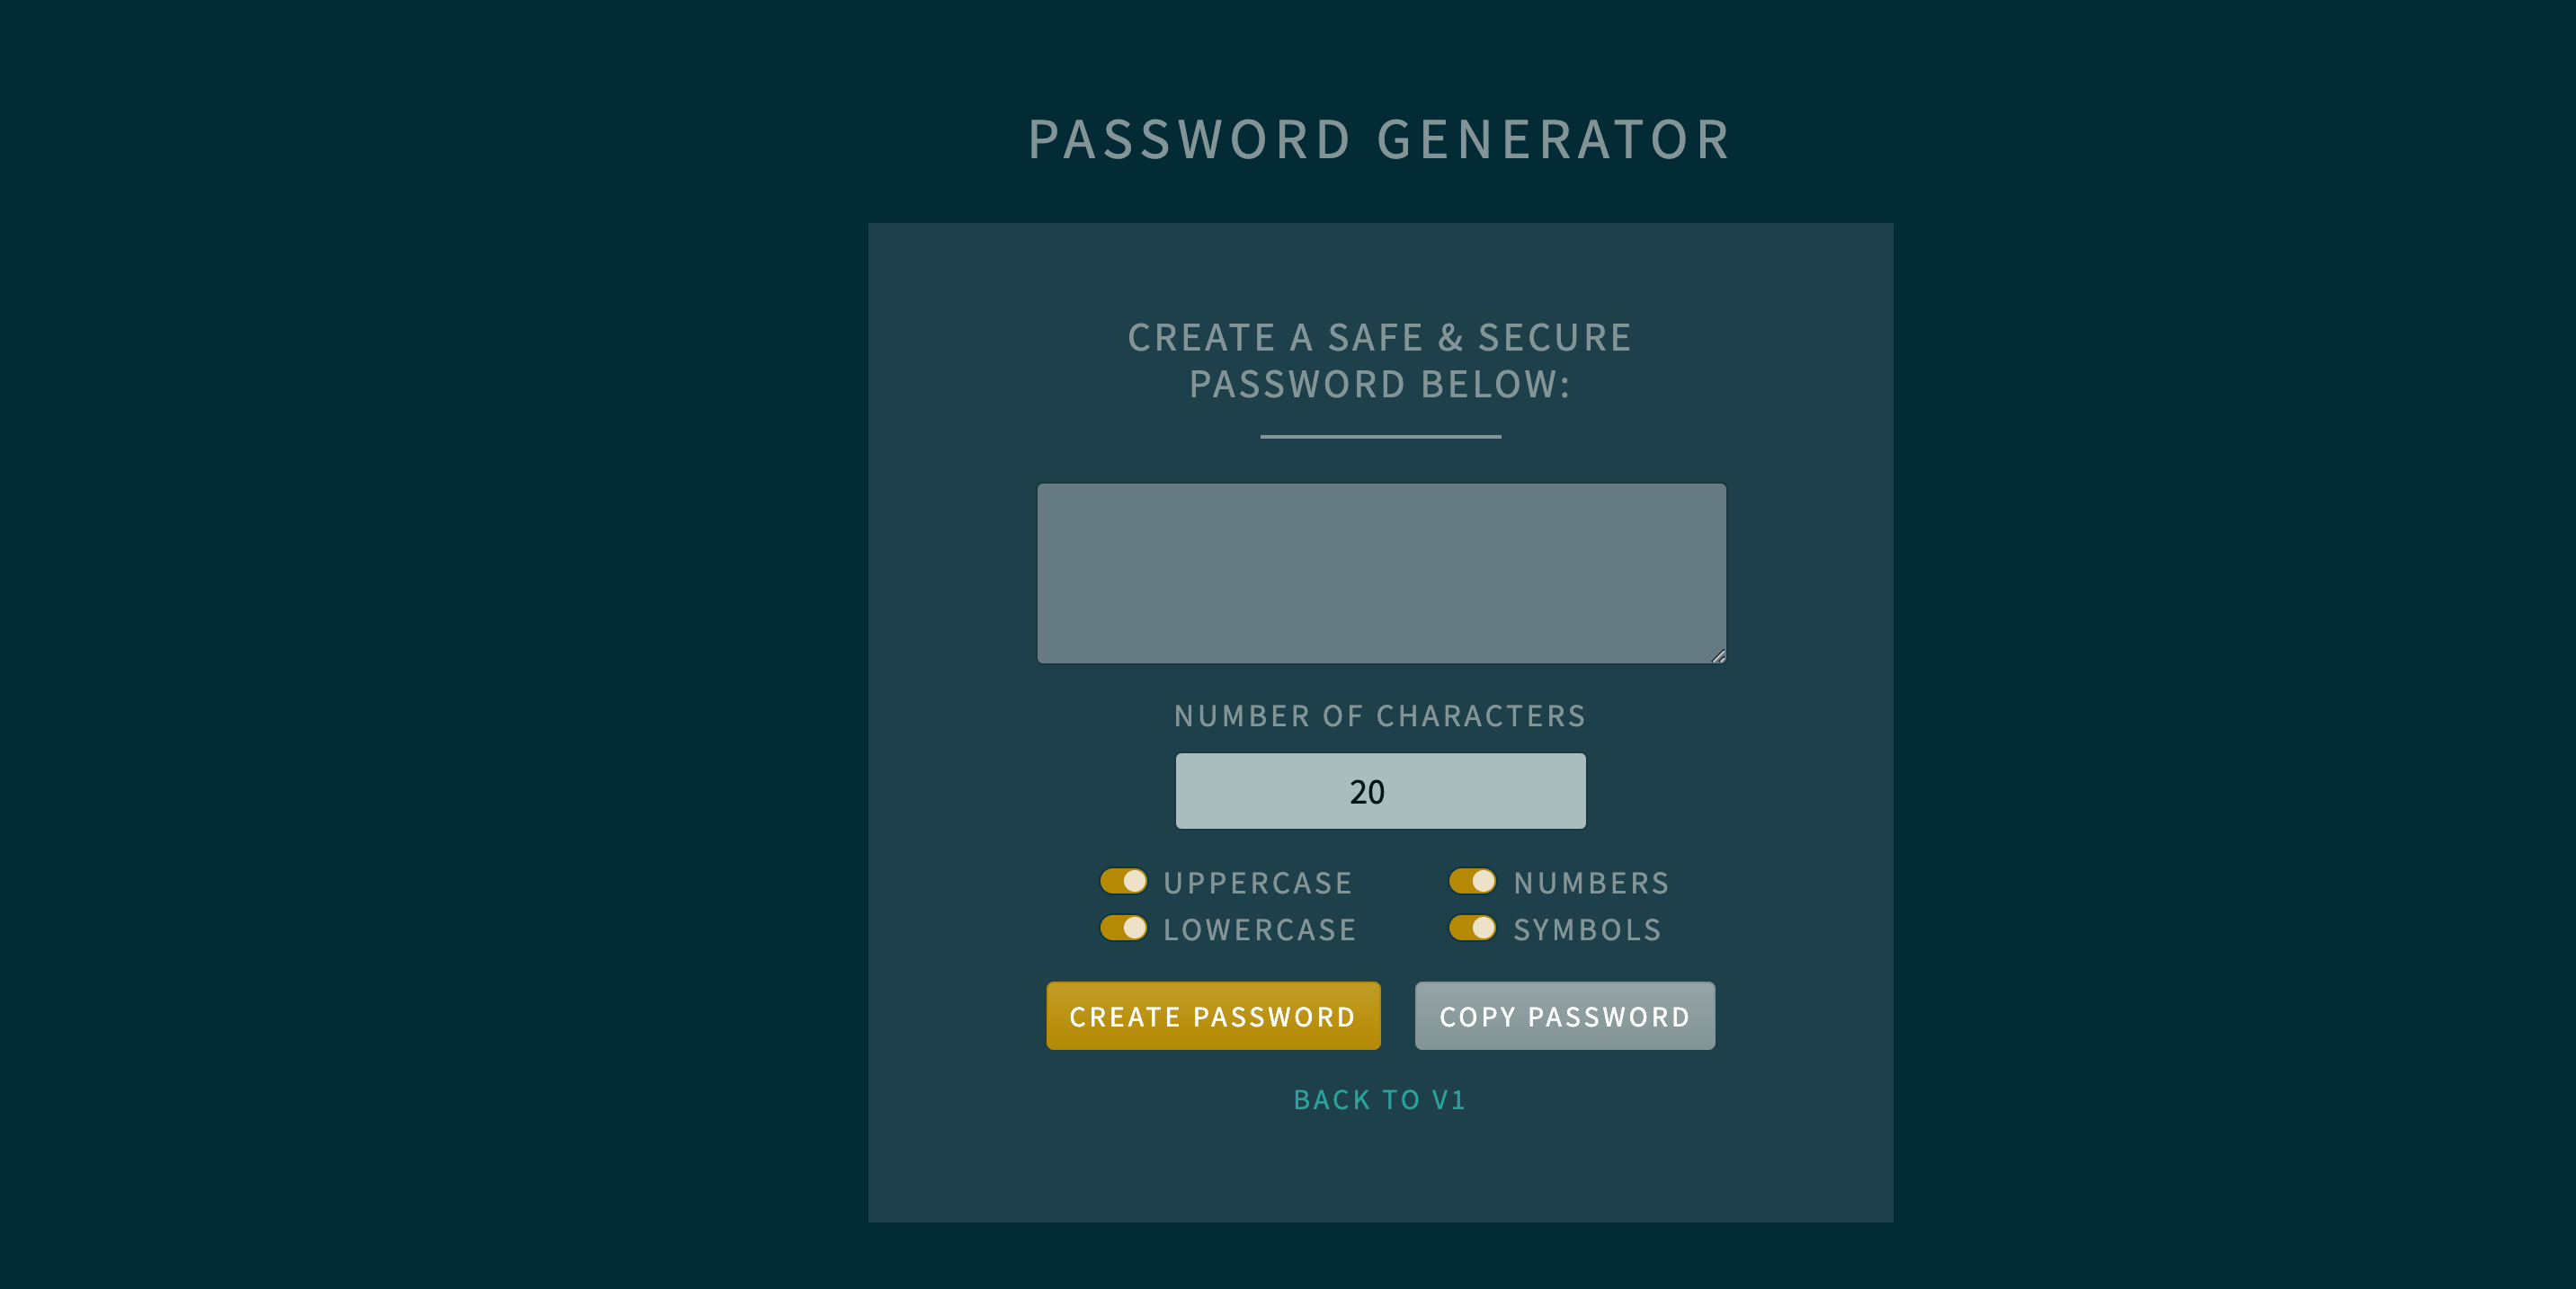 PASSWORD GENERATOR
CREATE A SAFE & SECURE
PASSWORD BELOW:
NUMBER OF CHARACTERS
20
UPPERCASE NUMBERS
LOWERCASE SYMBOLS
CREATE PASSWORD COPY PASSWORD
BACK TO V1